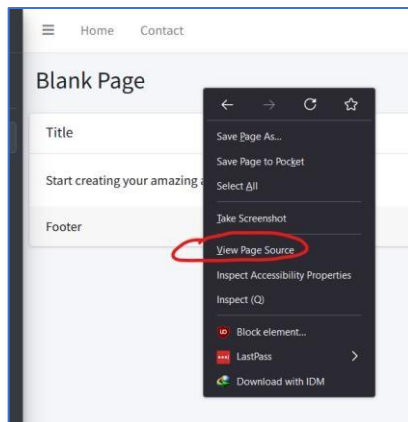 Home Contact
Blank Page
Title
Start creating your amazing
Footer
Save Page As...
Save Page to Pocket
Select All
Take Screenshot
View Page Source
Inspect Accessibility Properties
Inspect (Q)
Block element...
LastPass
Download with IDM